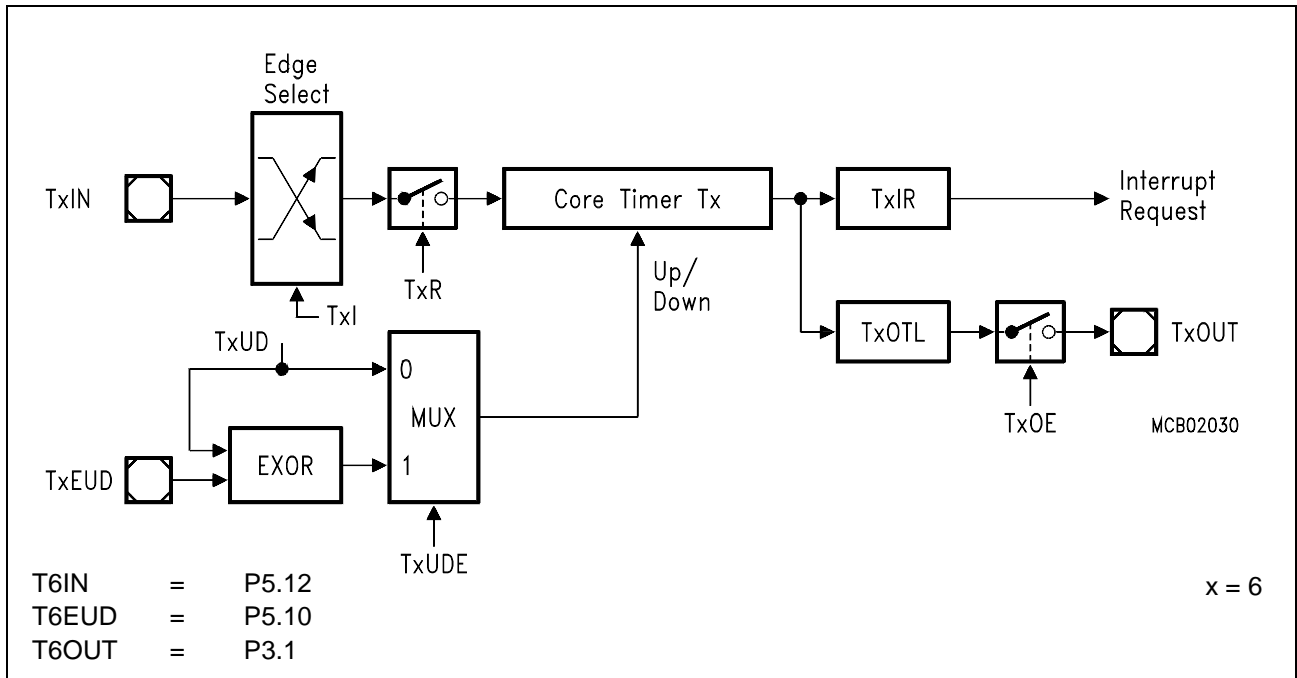 Edge
Select
TxIN
Core Timer Tx
TxIR
Interrupt
Request
TxR
Up/
Down
TxI
TxUD
TxOTL
TxOUT
0
MUX
1
TxOE
MCB02030
EXOR
TxEUD
TxUDE
T6IN = P5.12
x = 6
T6EUD = P5.10
T6OUT = P3.1